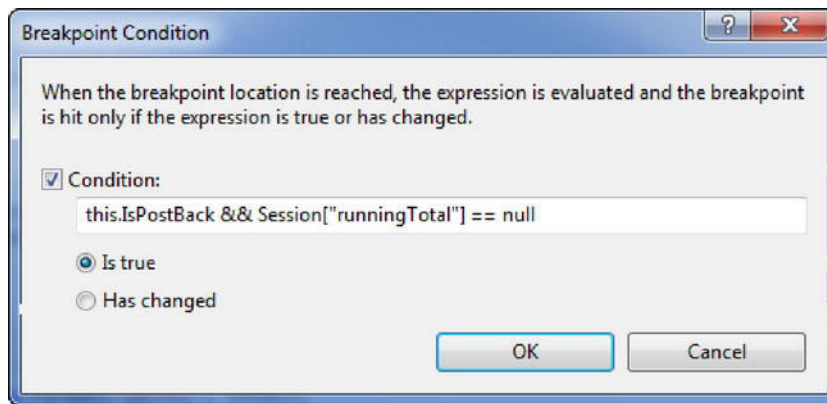 Breakpoint Condition
When the breakpoint location is reached, the expression is evaluated and the breakpoint
is hit only if the expression is true or has changed.
Condition:
this.IsPostBack && Session["runningTotal"] == null
Is true
Has changed
OK Cancel